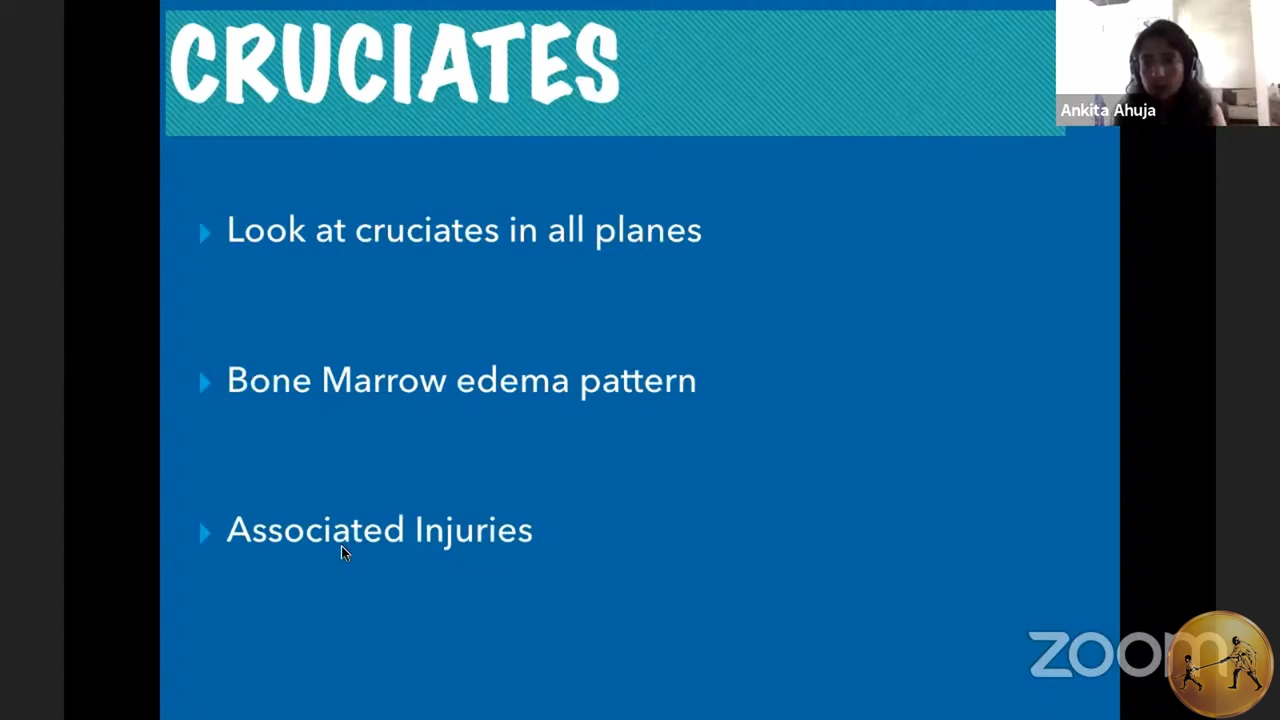 CRUCIATES
Ankita Ahuja
Look at cruciates in all planes
Bone Marrow edema pattern
Associated Injuries
zoom